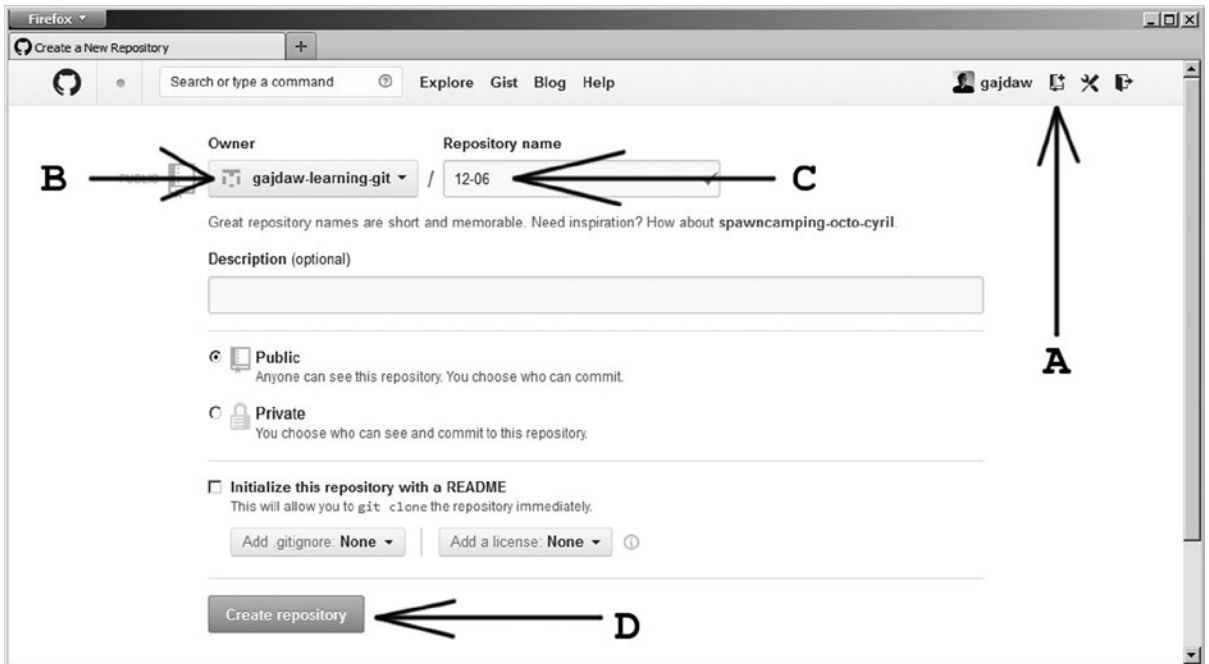 Firefox
Create a New Repository
Search or type a command
Explore Gist Blog Help
gajdaw
Owner
Repository name
B
PUBLIC
gajdaw-learning-git
/
12-06
C
Great repository names are short and memorable. Need inspiration? How about spawncamping-octo-cyril.
Description (optional)
A
Public
Anyone can see this repository. You choose who can commit.
Private
You choose who can see and commit to this repository.
Initialize this repository with a README
This will allow you to git clone the repository immediately.
Add .gitignore: None
Add a license: None
Create repository
D